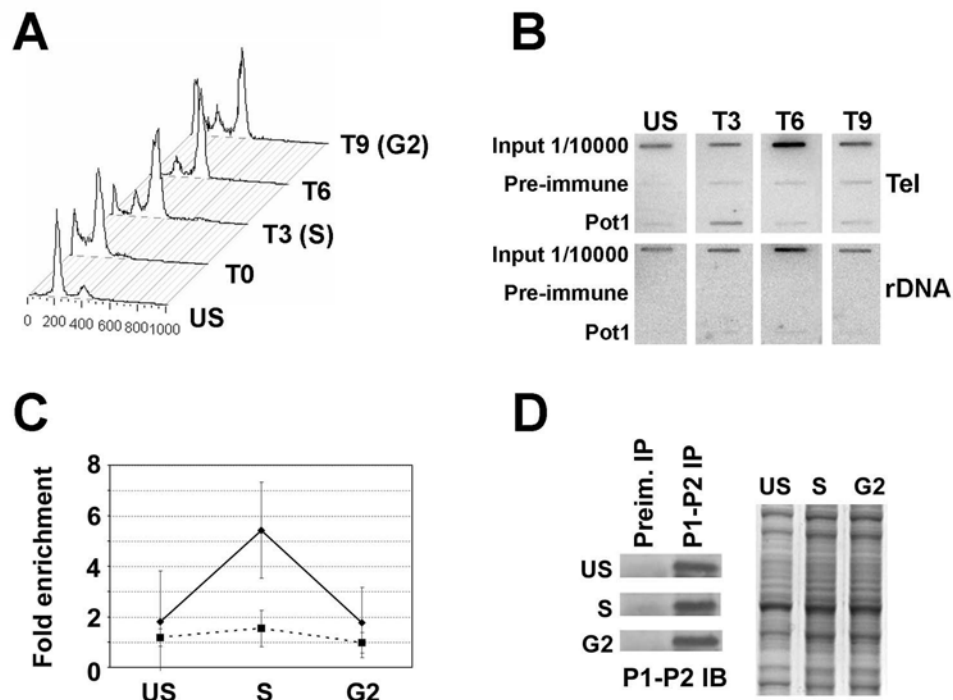 A
T9 (G2)
T6
T3 (S)
T0
US
0 200 400 600 800 1000
B
US T3 T6 T9
Input 1/10000
Pre-immune
Pot1
Tel
Input 1/10000
Pre-immune
Pot1
rDNA
C
Fold enrichment
8
6
4
2
0
US S G2
D
Preim. IP
P1-P2 IP
US
S
G2
P1-P2 IB
US S G2